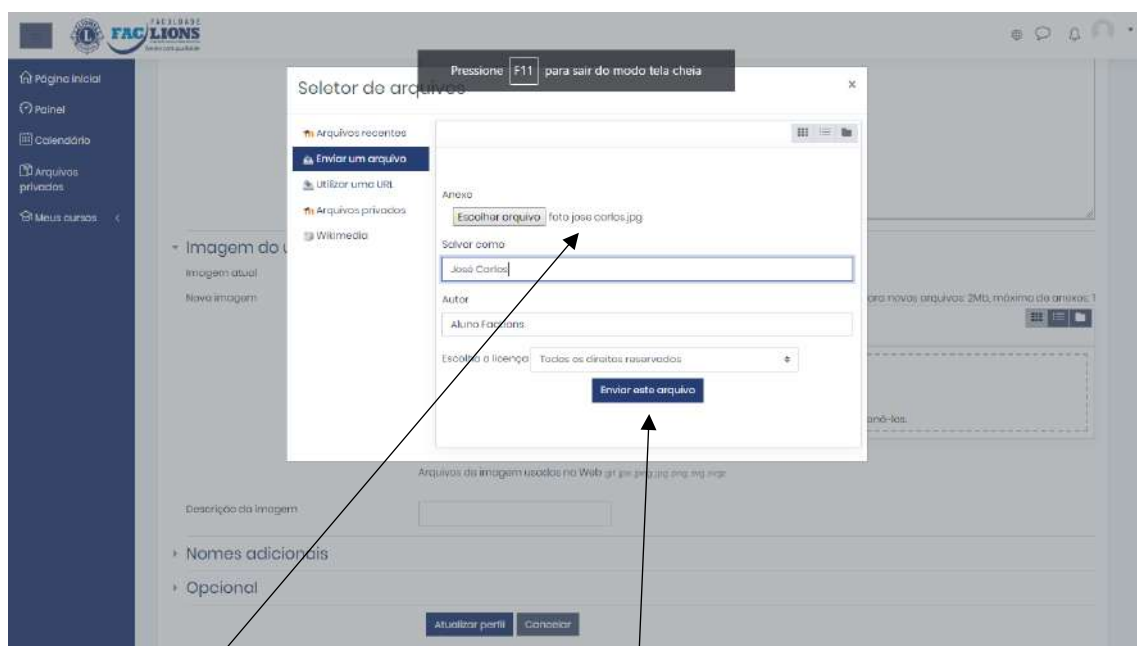 FACULDADE
FAC LIONS
Pressione F11 para sair do modo tela cheia
Página inicial
Painel
Calendário
Arquivos privados
Meus cursos
Seletor de arquivos
×
Arquivos recentes
Enviar um arquivo
Utilizar uma URL
Arquivos privados
Wikimedia
Anexo
Escolher arquivo foto jose carlos.jpg
Salvar como
José Carlos
Autor
Aluno Faclions
Escolha a licença Todos os direitos reservados
Enviar este arquivo
Imagem do u
Imagem atual
Nova imagem
para novos arquivos: 2Mb, máximo de anexos: 1
oná-los.
Arquivos de imagem usados na Web
Descrição da imagem
Nomes adicionais
Opcional
Atualizar perfil Cancelar